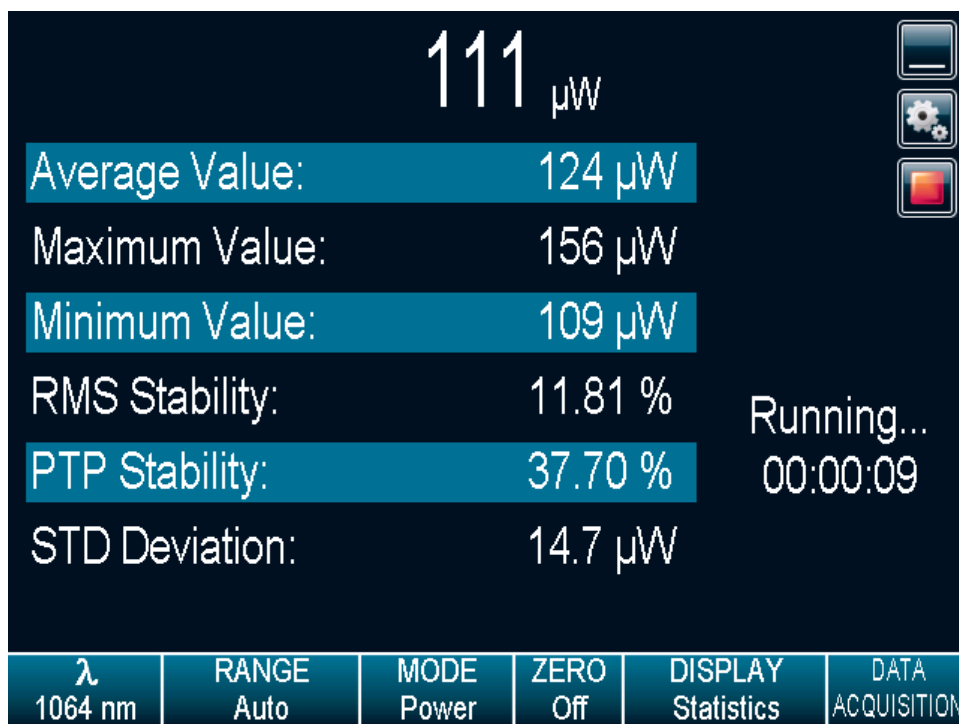 111 µW
Average Value: 124 µW
Maximum Value: 156 µW
Minimum Value: 109 µW
RMS Stability: 11.81 %
PTP Stability: 37.70 %
STD Deviation: 14.7 µW
Running...
00:00:09
λ RANGE MODE ZERO DISPLAY DATA
1064 nm Auto Power Off Statistics ACQUISITION